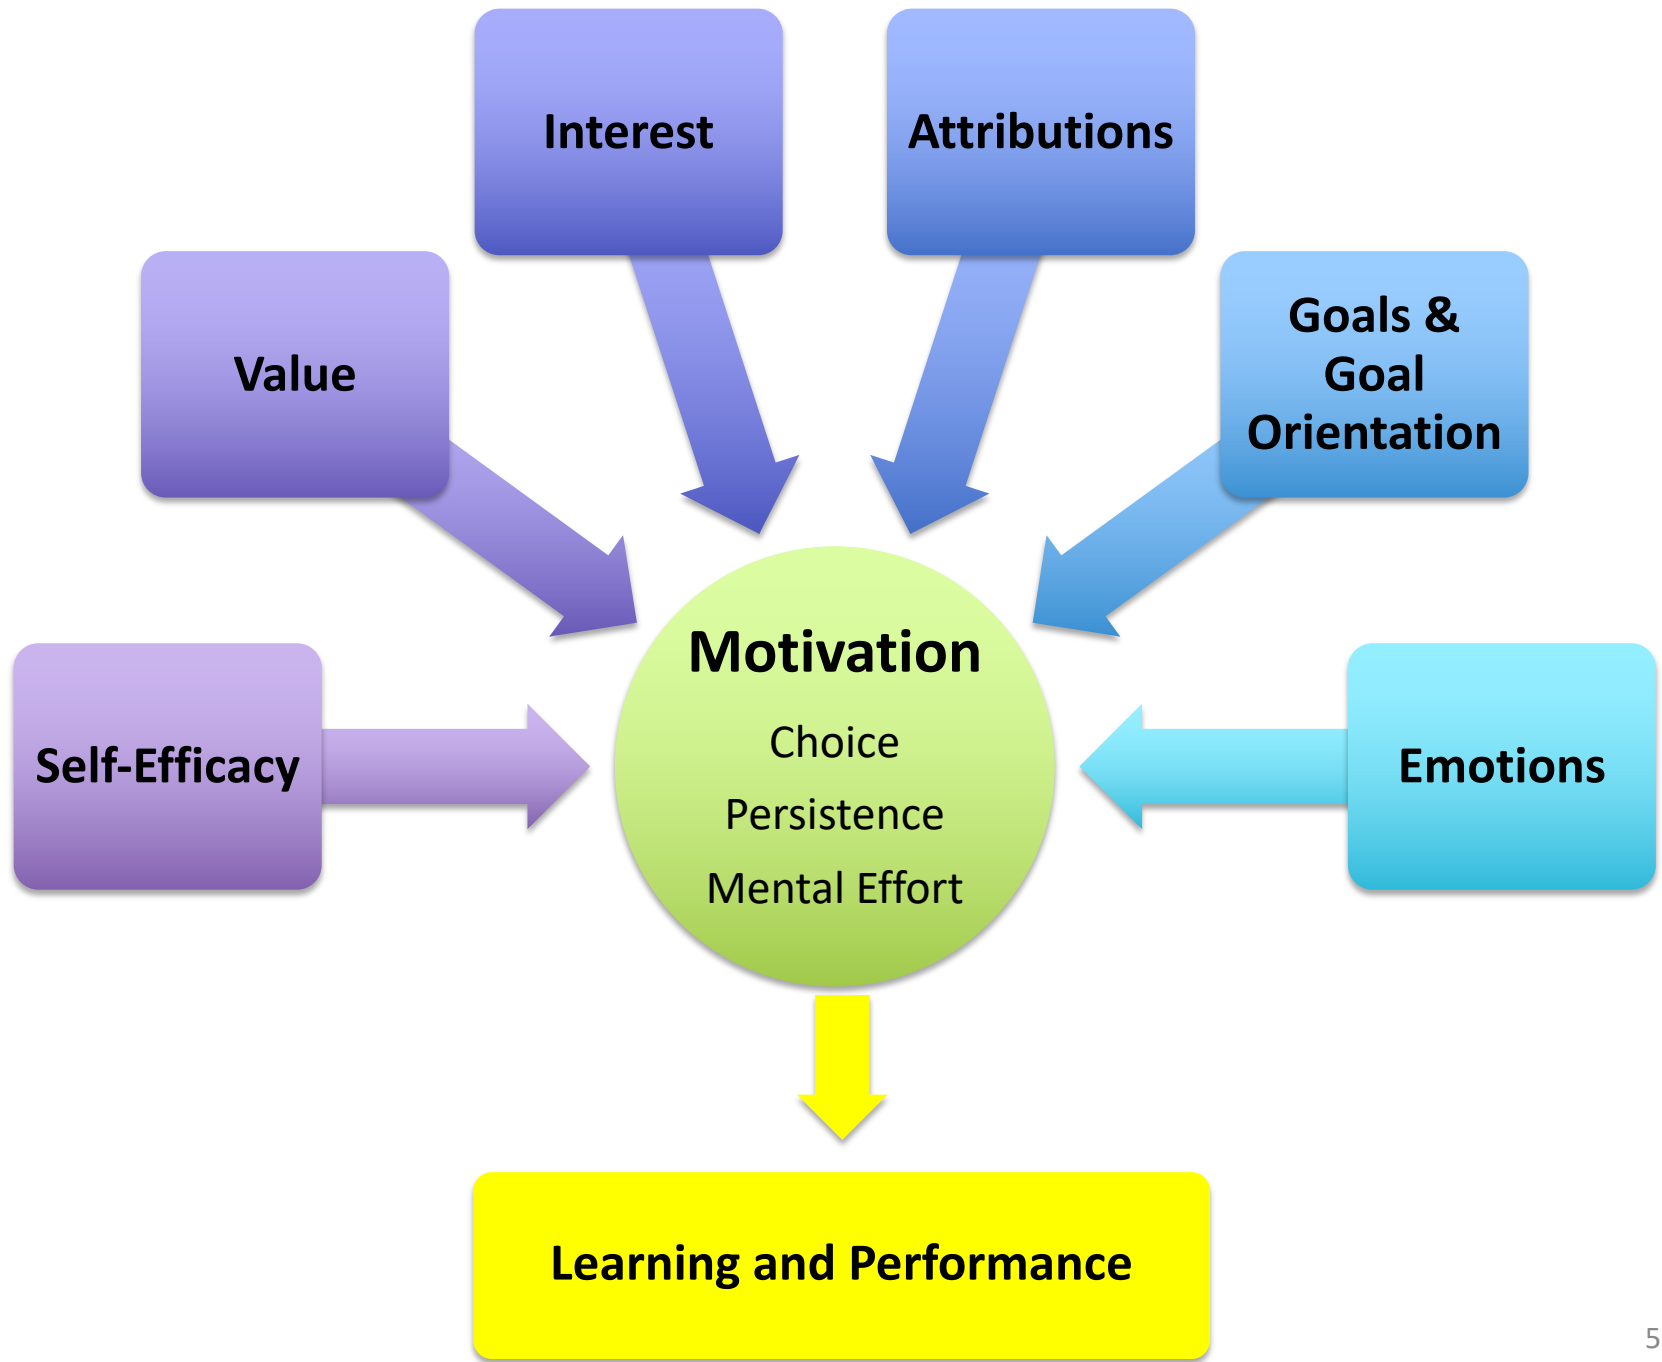 Interest
Attributions
Value
Goals &
Goal
Orientation
Self-Efficacy
Motivation
Choice
Persistence
Mental Effort
Emotions
Learning and Performance
5